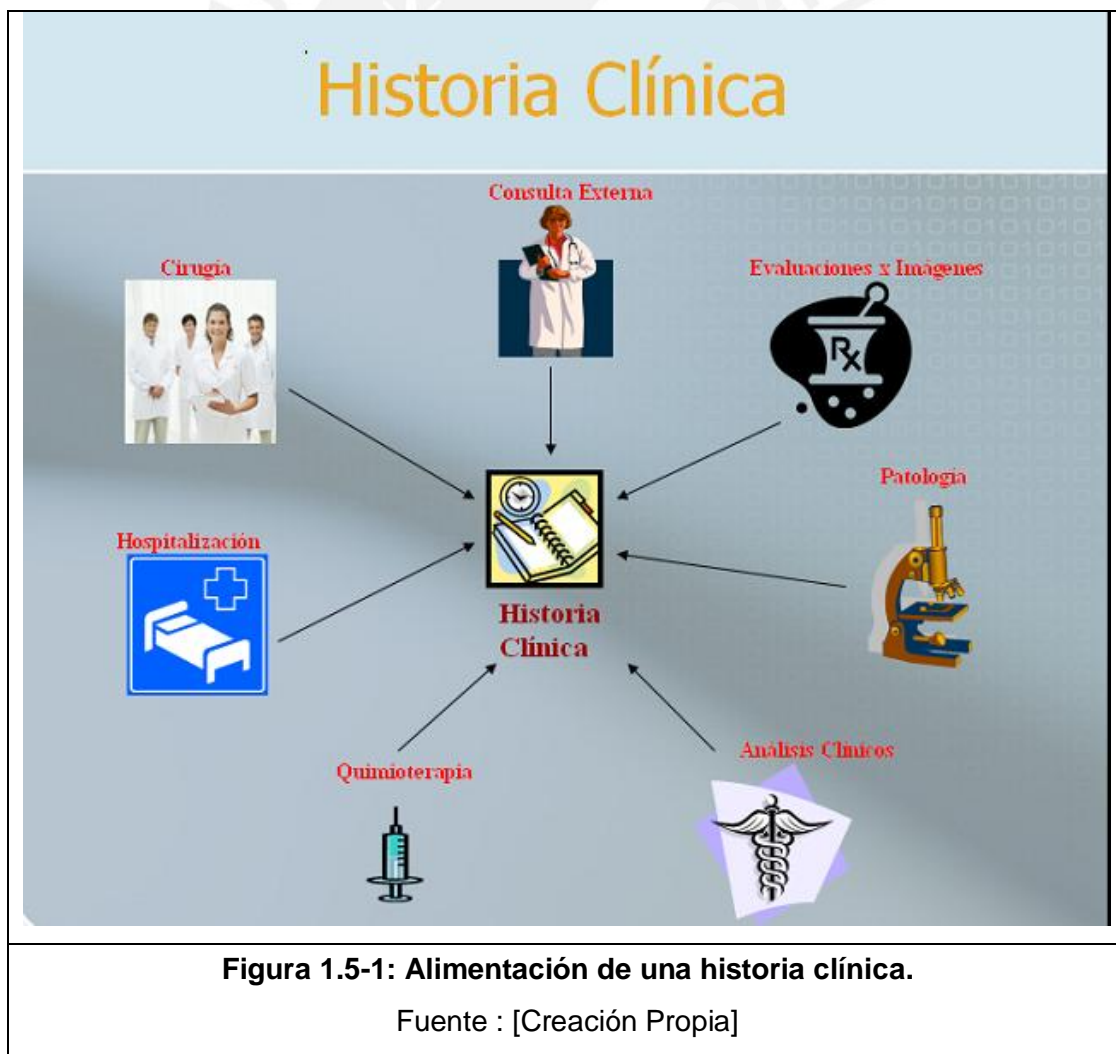 Historia Clínica
Consulta Externa
Cirugía
Evaluaciones x Imágenes
Rx
Patología
Hospitalización
Historia
Clínica
Análisis Clínicos
Quimioterapia
Figura 1.5-1: Alimentación de una historia clínica.
Fuente : [Creación Propia]